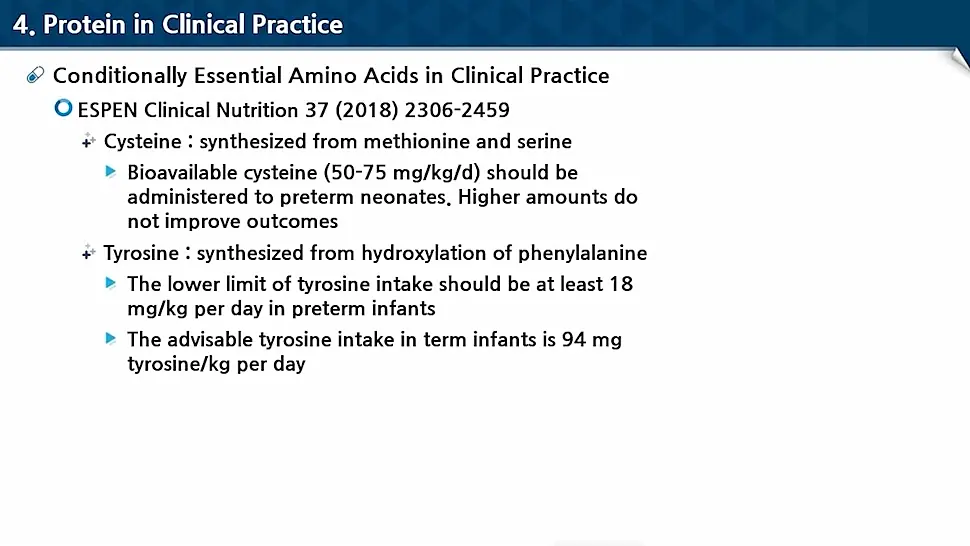 4. Protein in Clinical Practice
Conditionally Essential Amino Acids in Clinical Practice
ESPEN Clinical Nutrition 37 (2018) 2306-2459
Cysteine : synthesized from methionine and serine
Bioavailable cysteine (50-75 mg/kg/d) should be
administered to preterm neonates. Higher amounts do
not improve outcomes
Tyrosine : synthesized from hydroxylation of phenylalanine
The lower limit of tyrosine intake should be at least 18
mg/kg per day in preterm infants
The advisable tyrosine intake in term infants is 94 mg
tyrosine/kg per day